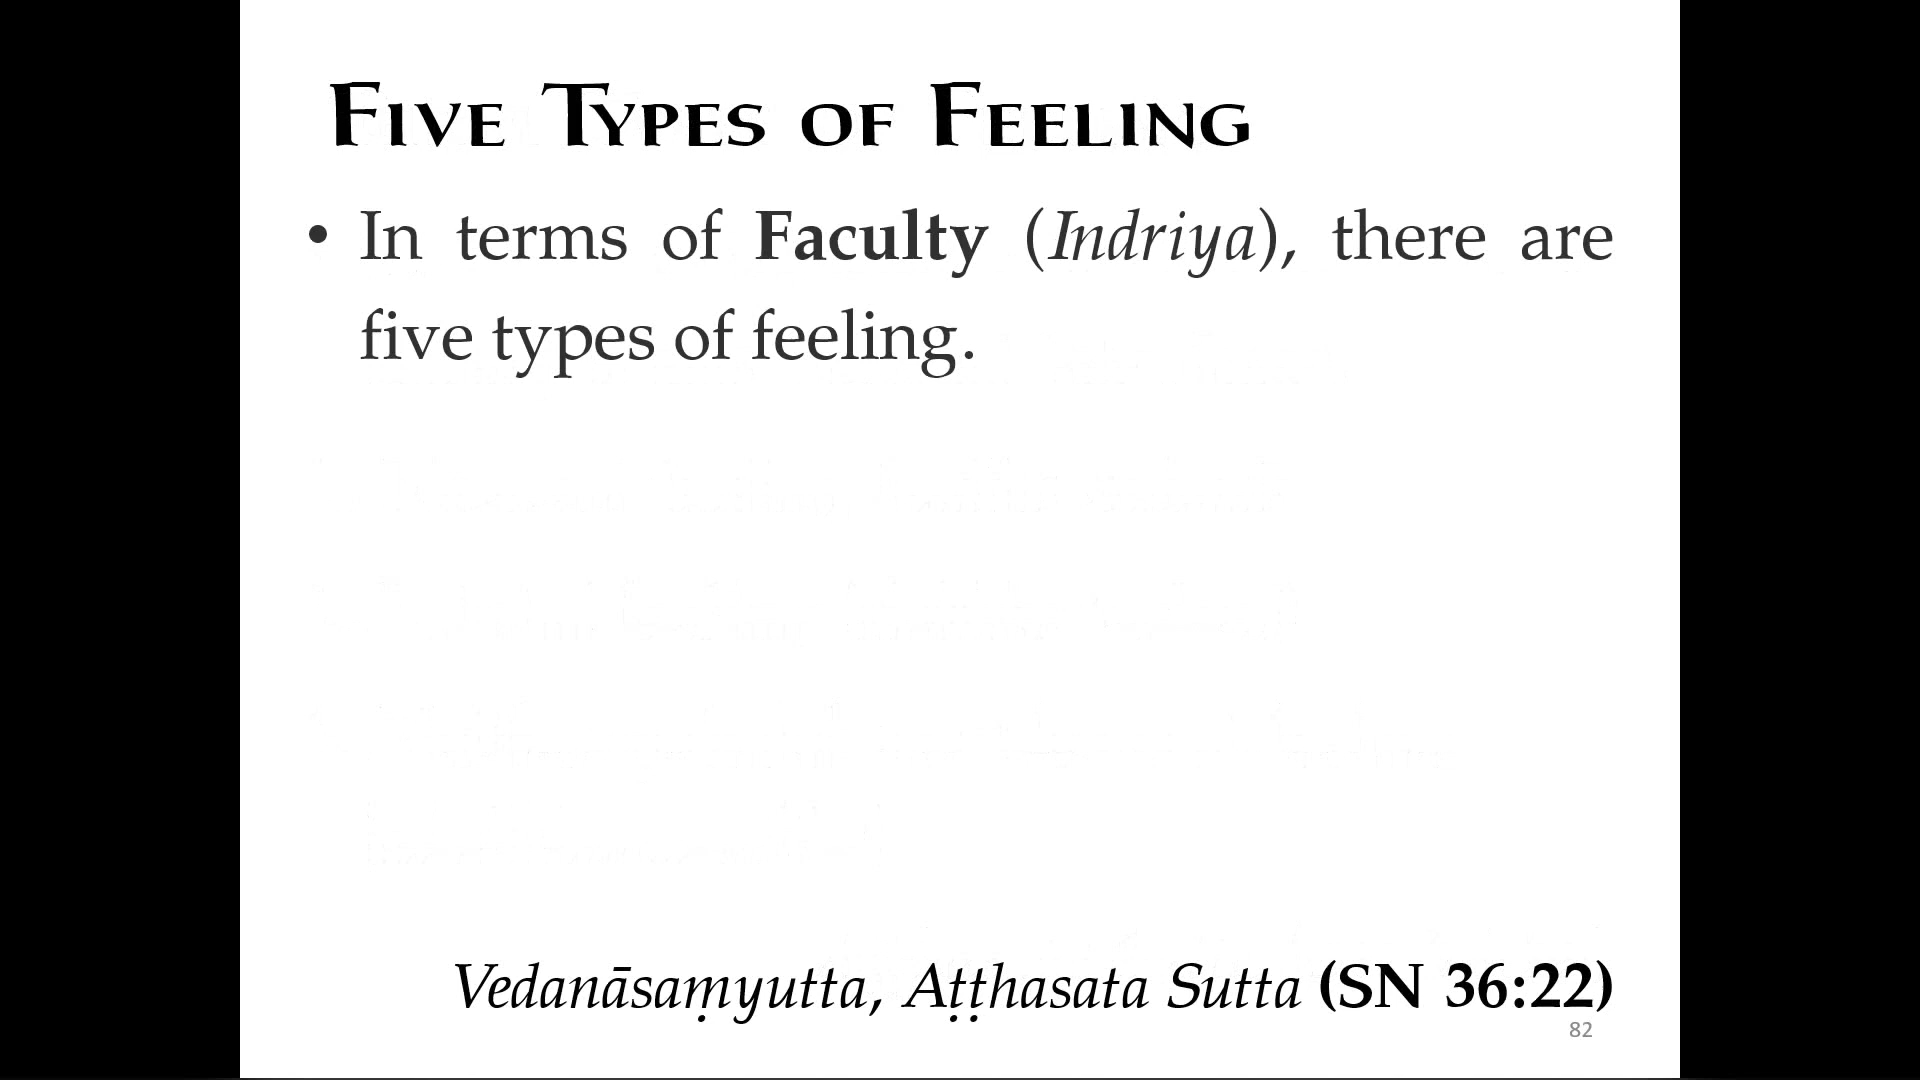 Five Types of Feeling
• In terms of Faculty (Indriya), there are
five types of feeling.
Vedanāsaṃyutta, Aṭṭhasata Sutta (SN 36:22)
82